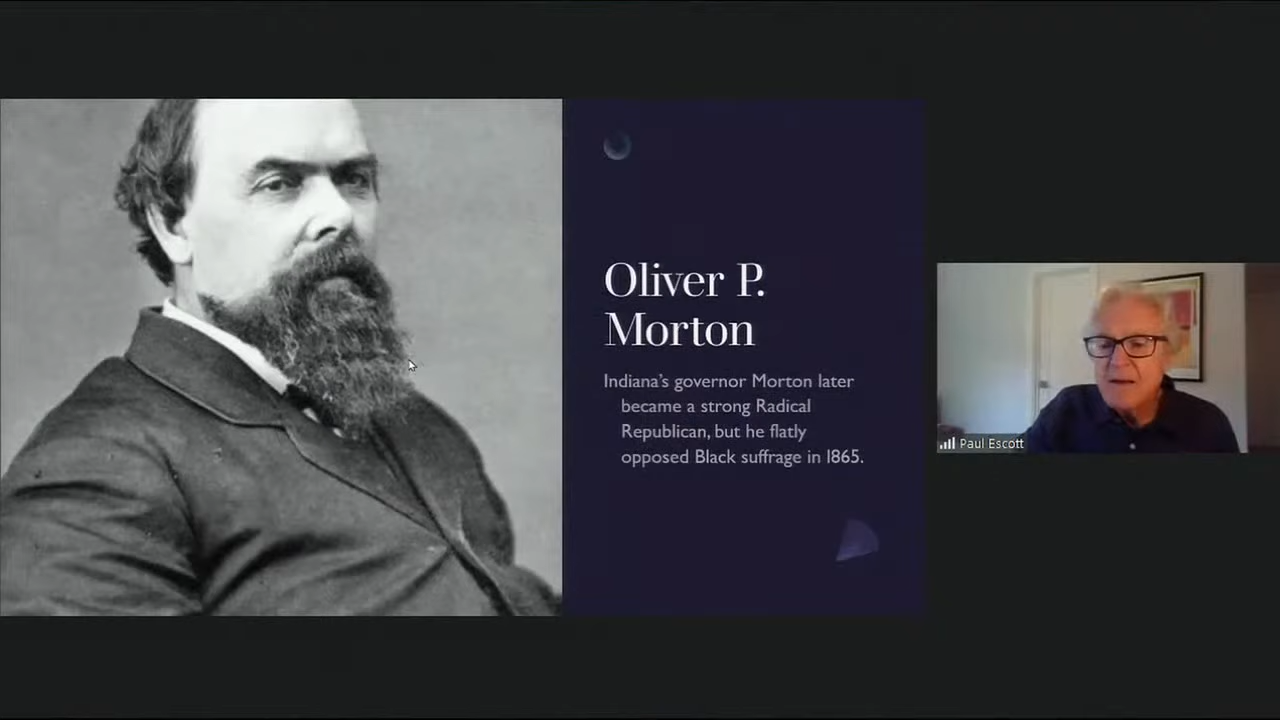 Oliver P.
Morton
Indiana's governor Morton later
became a strong Radical
Republican, but he flatly
opposed Black suffrage in 1865.
Paul Escott